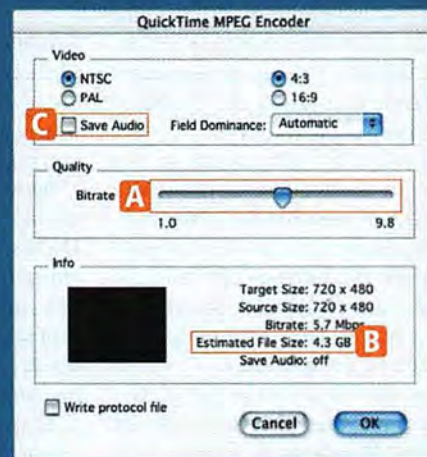 QuickTime MPEG Encoder
Video
NTSC
4:3
PAL
16:9
C
Save Audio
Field Dominance: Automatic
Quality
Bitrate
A
1.0
9.8
Info
Target Size: 720 x 480
Source Size: 720 x 480
Bitrate: 5.7 Mbps
Estimated File Size: 4.3 GB
B
Save Audio: off
Write protocol file
Cancel
OK